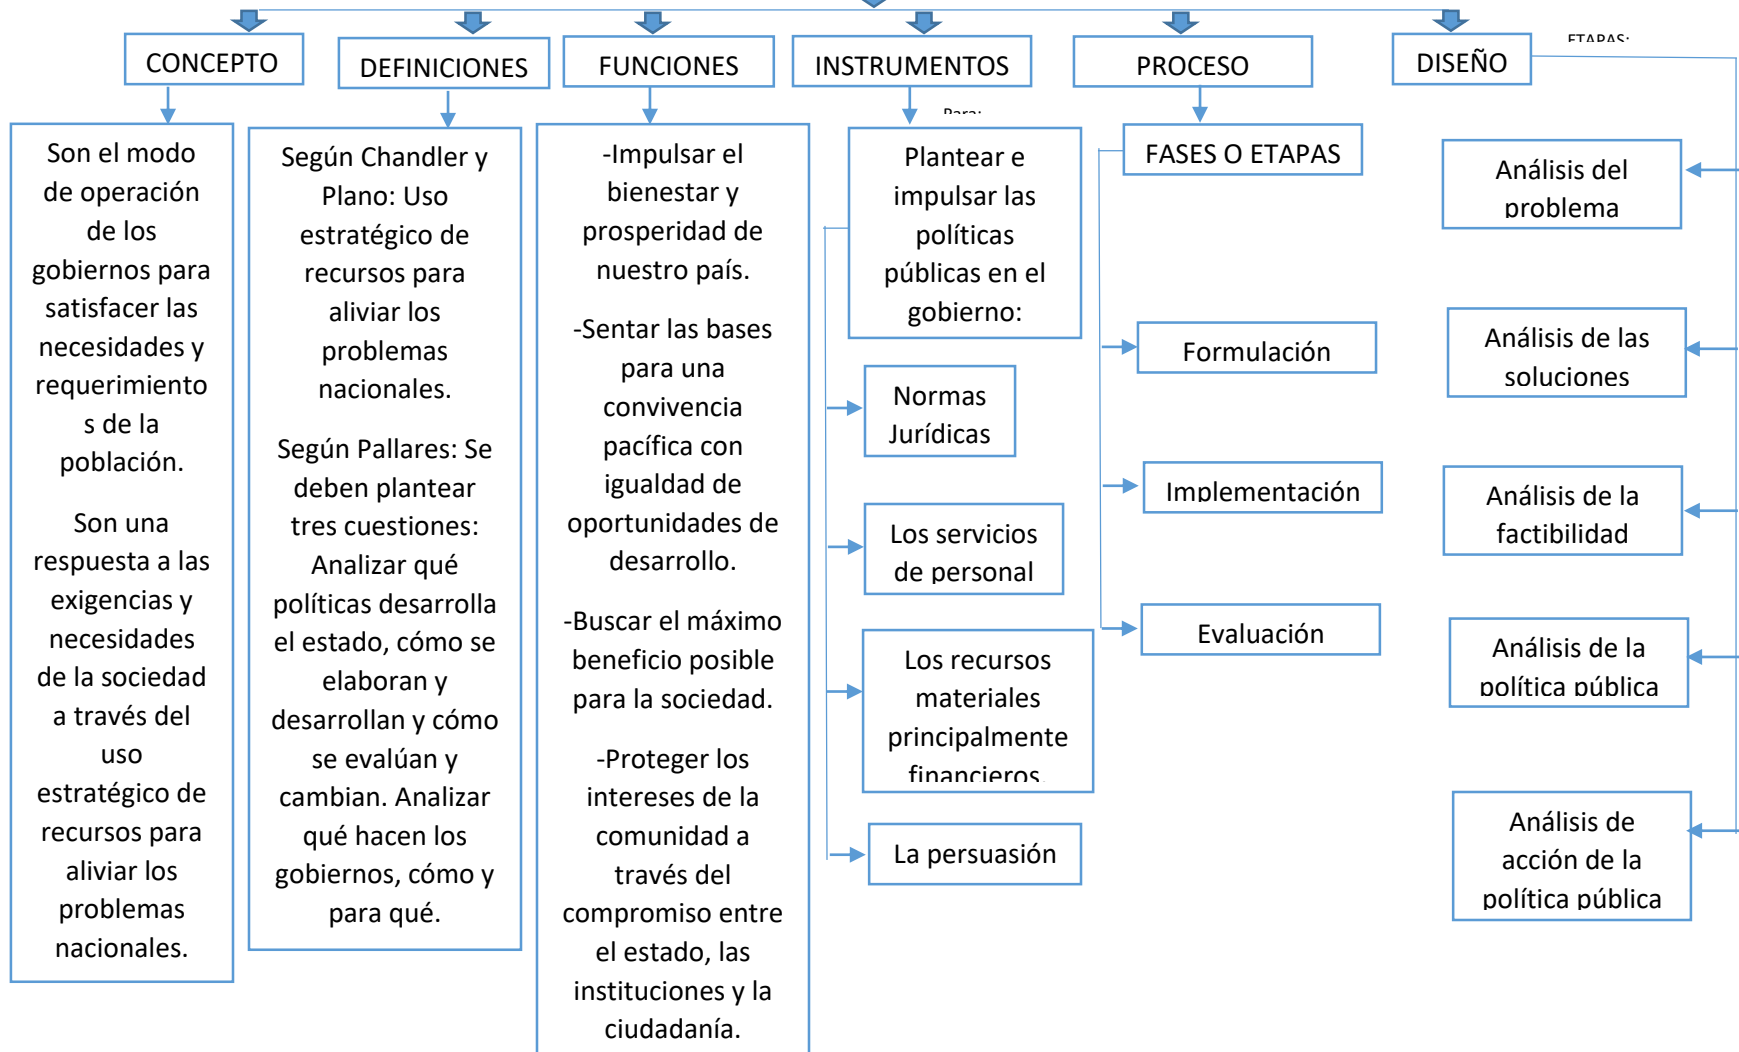 CONCEPTO
DEFINICIONES
FUNCIONES
INSTRUMENTOS
PROCESO
DISEÑO
ETAPAS:
Son el modo
de operación
de los
gobiernos para
satisfacer las
necesidades y
requerimiento
s de la
población.
Son una
respuesta a las
exigencias y
necesidades
de la sociedad
a través del
uso
estratégico de
recursos para
aliviar los
problemas
nacionales.
Según Chandler y
Plano: Uso
estratégico de
recursos para
aliviar los
problemas
nacionales.
Según Pallares: Se
deben plantear
tres cuestiones:
Analizar qué
políticas desarrolla
el estado, cómo se
elaboran y
desarrollan y cómo
se evalúan y
cambian. Analizar
qué hacen los
gobiernos, cómo y
para qué.
-Impulsar el
bienestar y
prosperidad de
nuestro país.
-Sentar las bases
para una
convivencia
pacífica con
igualdad de
oportunidades de
desarrollo.
-Buscar el máximo
beneficio posible
para la sociedad.
-Proteger los
intereses de la
comunidad a
través del
compromiso entre
el estado, las
instituciones y la
ciudadanía.
Para:
Plantear e
impulsar las
políticas
públicas en el
gobierno:
Normas
Jurídicas
Los servicios
de personal
Los recursos
materiales
principalmente
financieros.
La persuasión
FASES O ETAPAS
Formulación
Implementación
Evaluación
Análisis del
problema
Análisis de las
soluciones
Análisis de la
factibilidad
Análisis de la
política pública
Análisis de
acción de la
política pública